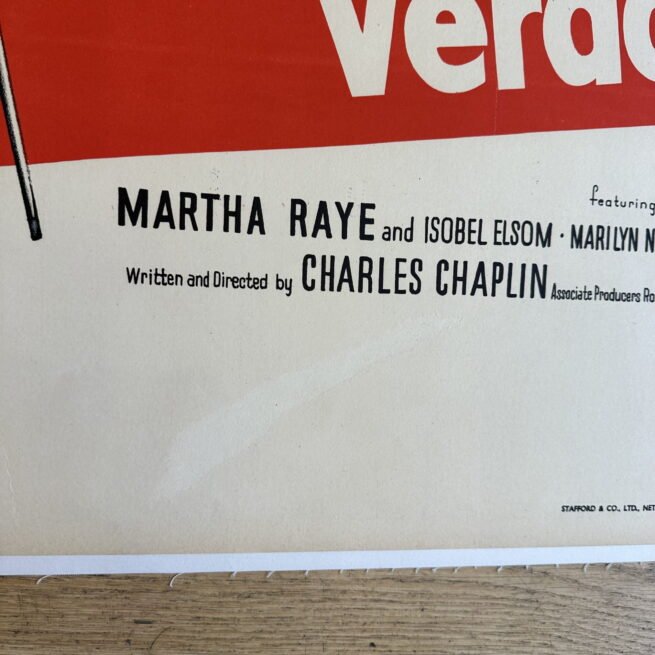 Verdo
featuring
MARTHA RAYE and ISOBEL ELSOM · MARILYN N
Written and Directed by CHARLES CHAPLIN Associate Producers Ro
STAFFORD & CO., LTD., NET